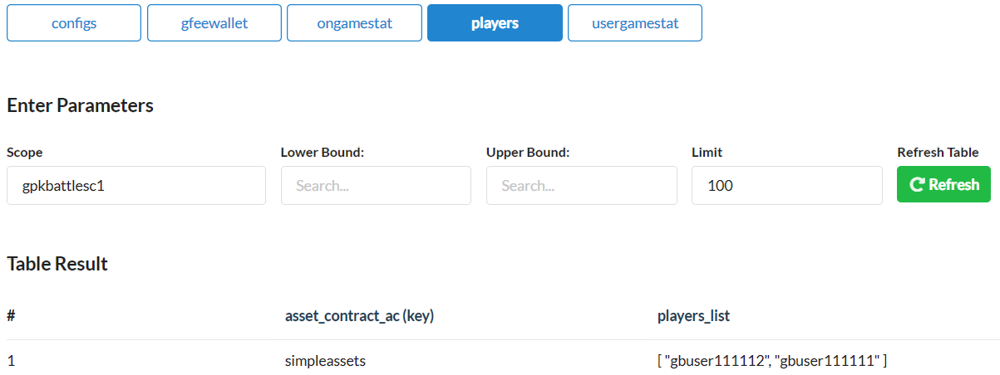 configs gfeewallet ongamestat players usergamestat
Enter Parameters
Scope Lower Bound: Upper Bound: Limit Refresh Table
gpkbattlesc1 Search... Search... 100 Refresh
Table Result
# asset_contract_ac (key) players_list
1 simpleassets [ "gbuser111112", "gbuser111111" ]